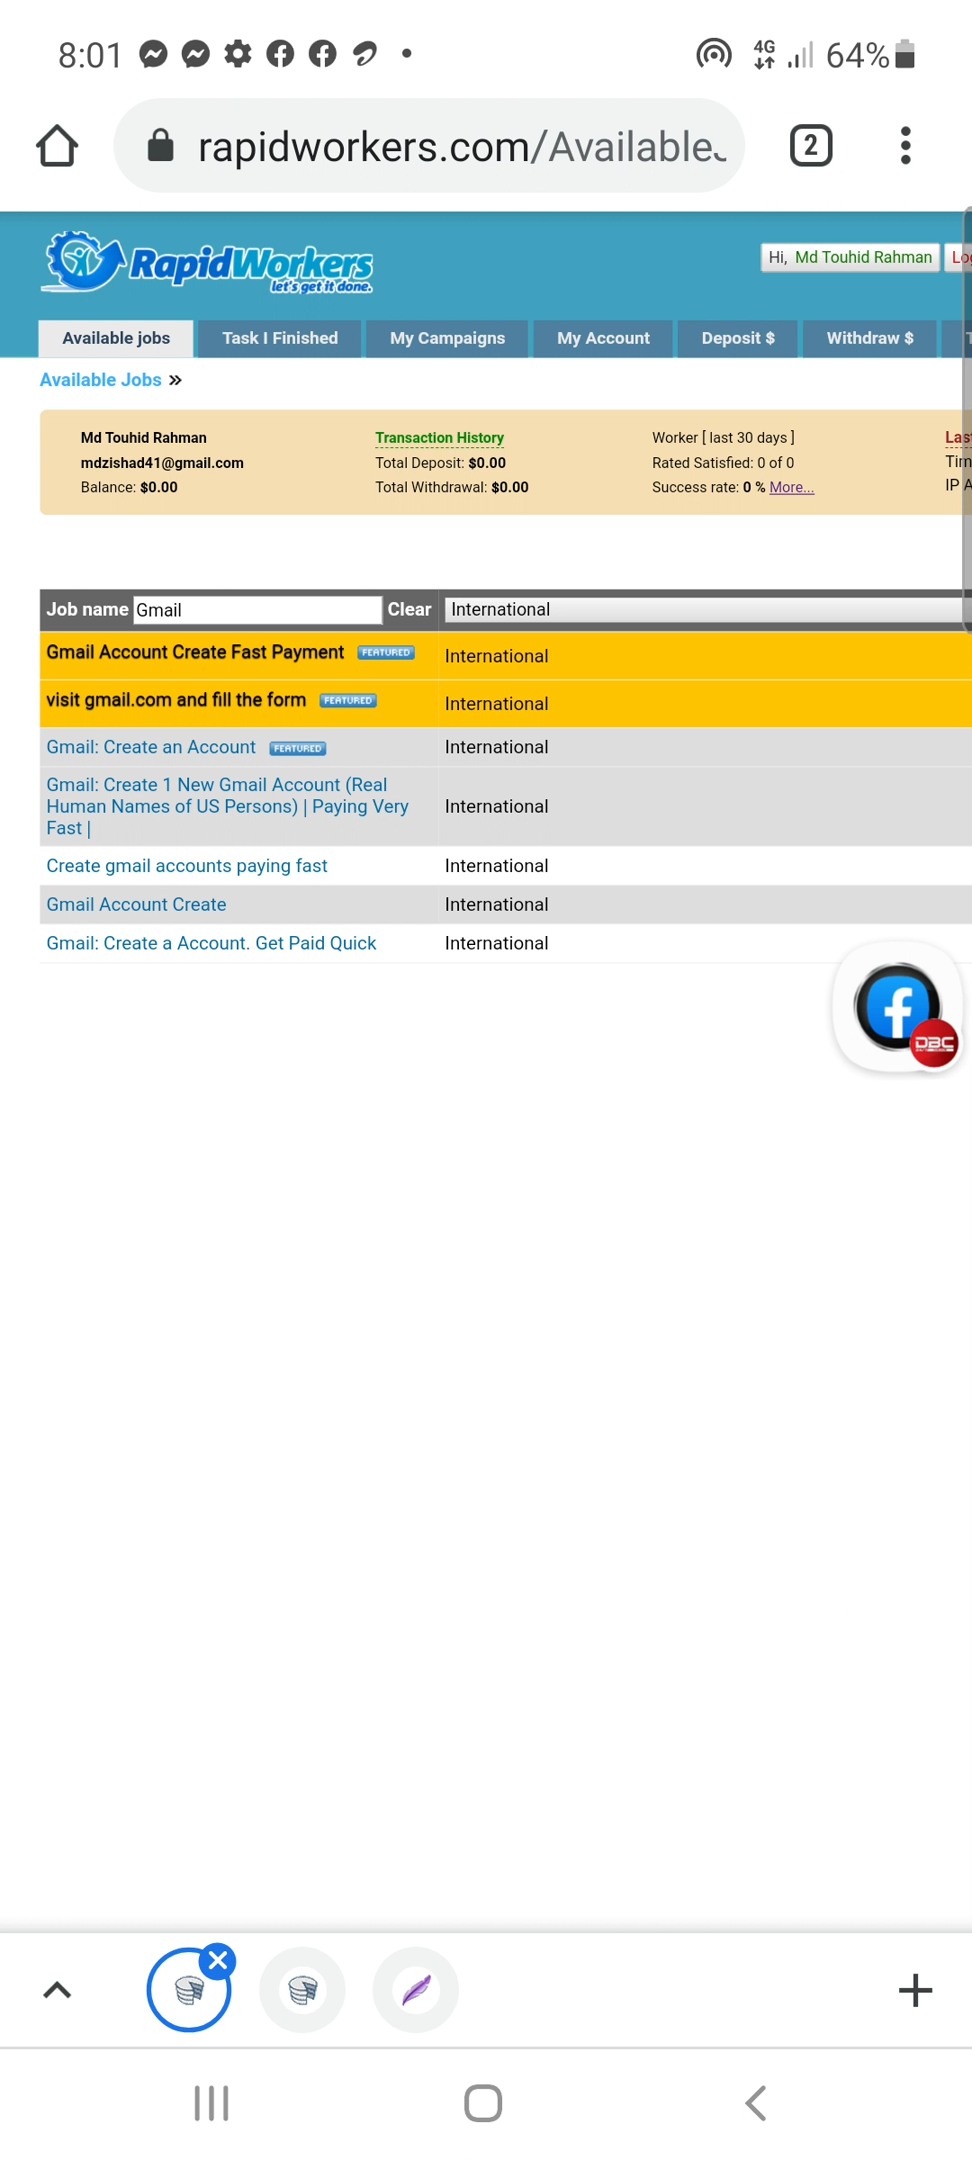 8:01
4G
64%
rapidworkers.com/Available
2
RapidWorkers
let's get it done.
Hi, Md Touhid Rahman
Available jobs
Task I Finished
My Campaigns
My Account
Deposit $
Withdraw $
Available Jobs »
Md Touhid Rahman
mdzishad41@gmail.com
Balance: $0.00
Transaction History
Total Deposit: $0.00
Total Withdrawal: $0.00
Worker [ last 30 days ]
Rated Satisfied: 0 of 0
Success rate: 0 % More...
Job name Gmail Clear International
Gmail Account Create Fast Payment FEATURED International
visit gmail.com and fill the form FEATURED International
Gmail: Create an Account FEATURED International
Gmail: Create 1 New Gmail Account (Real
Human Names of US Persons) | Paying Very
Fast |
International
Create gmail accounts paying fast International
Gmail Account Create International
Gmail: Create a Account. Get Paid Quick International
DBC